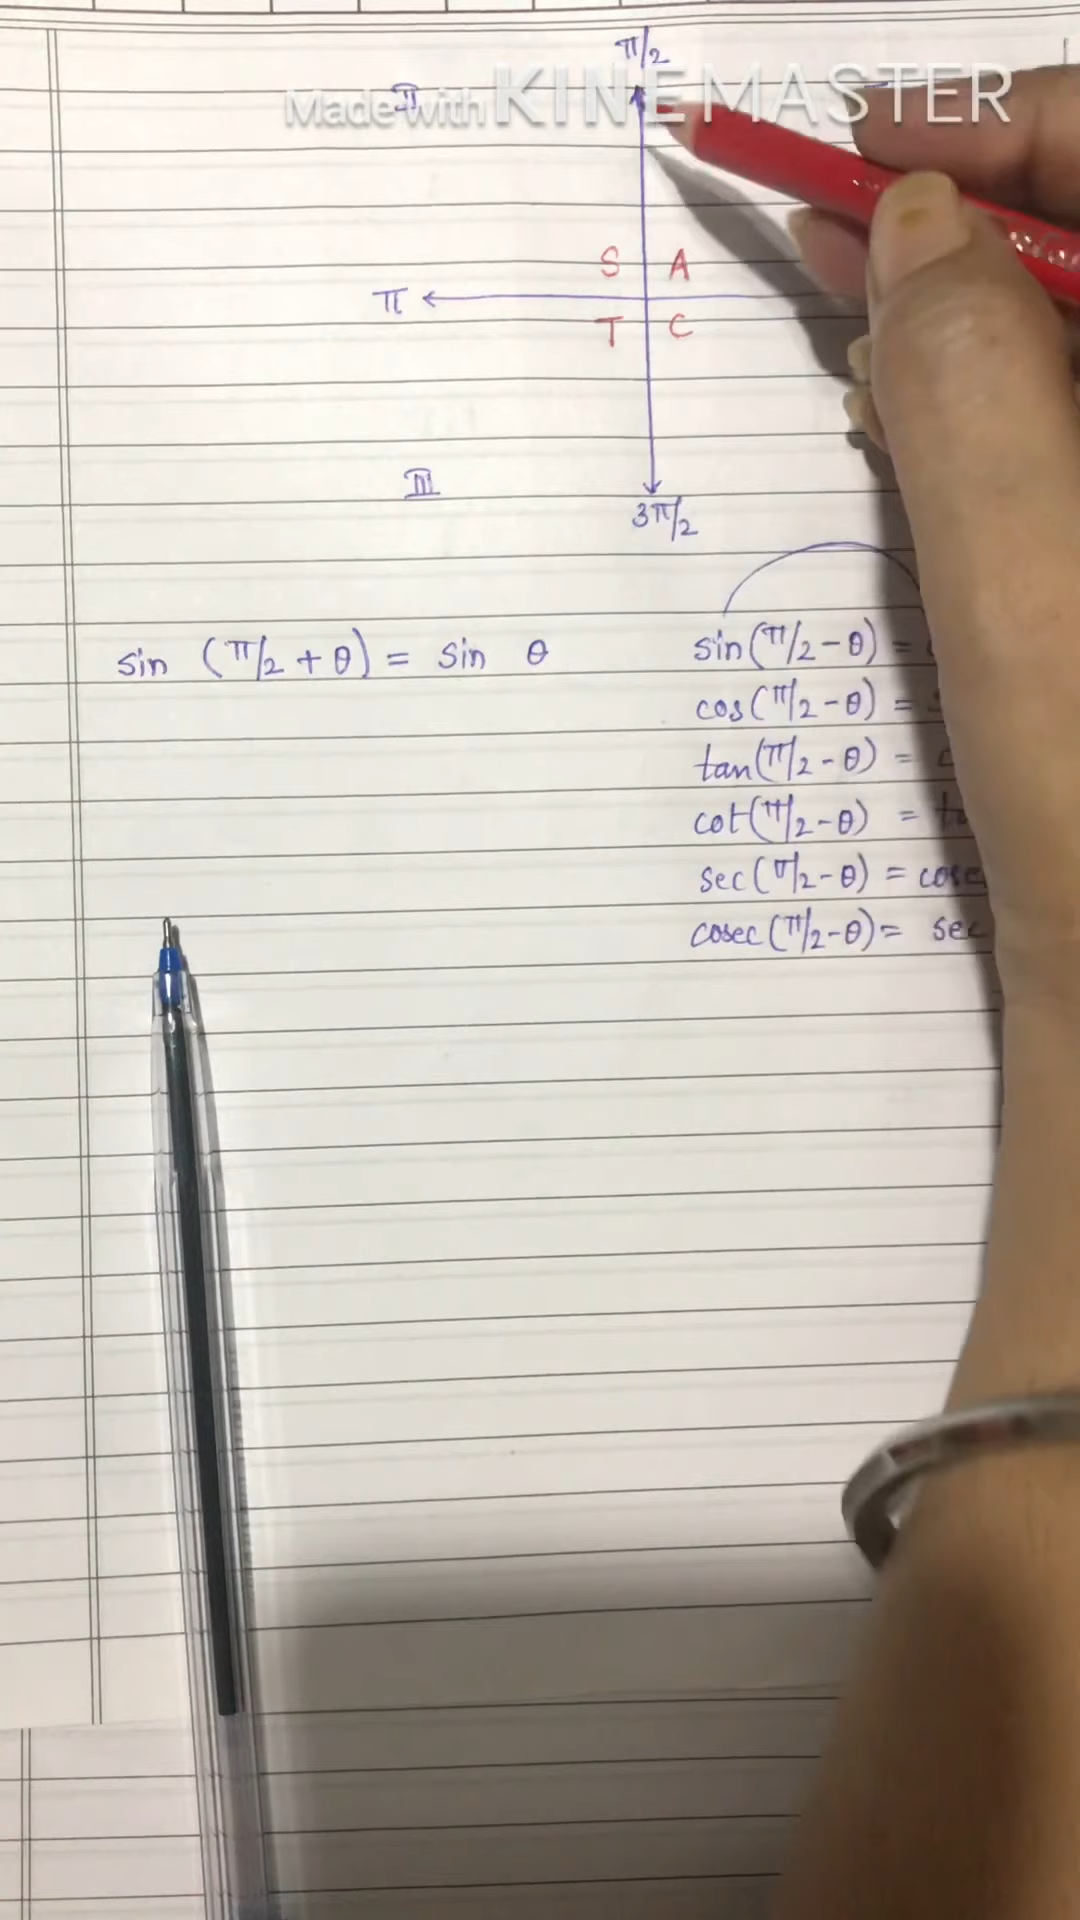 π/2
II
Made with KINEMASTER
S A
π
T C
III
3π/2
sin (π/2 + θ) = sin θ
sin(π/2 - θ) =
cos(π/2 - θ) =
tan(π/2 - θ) =
cot(π/2 - θ) =
sec(π/2 - θ) =
cosec(π/2 - θ) = sec